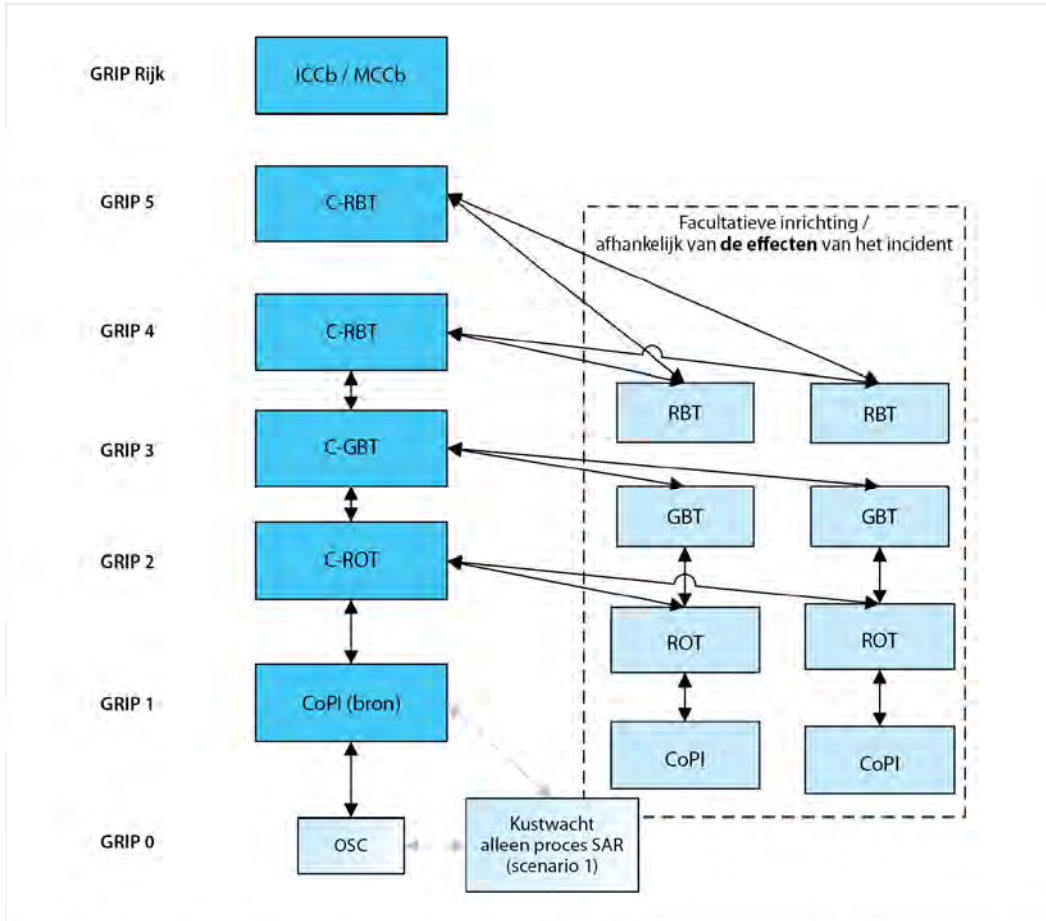 GRIP Rijk
ICCb / MCCb
GRIP 5
C-RBT
Facultatieve inrichting /
afhankelijk van de effecten van het incident
GRIP 4
C-RBT
RBT
RBT
GRIP 3
C-GBT
GBT
GBT
GRIP 2
C-ROT
ROT
ROT
GRIP 1
CoPI (bron)
CoPI
CoPI
GRIP 0
OSC
Kustwacht
alleen proces SAR
(scenario 1)